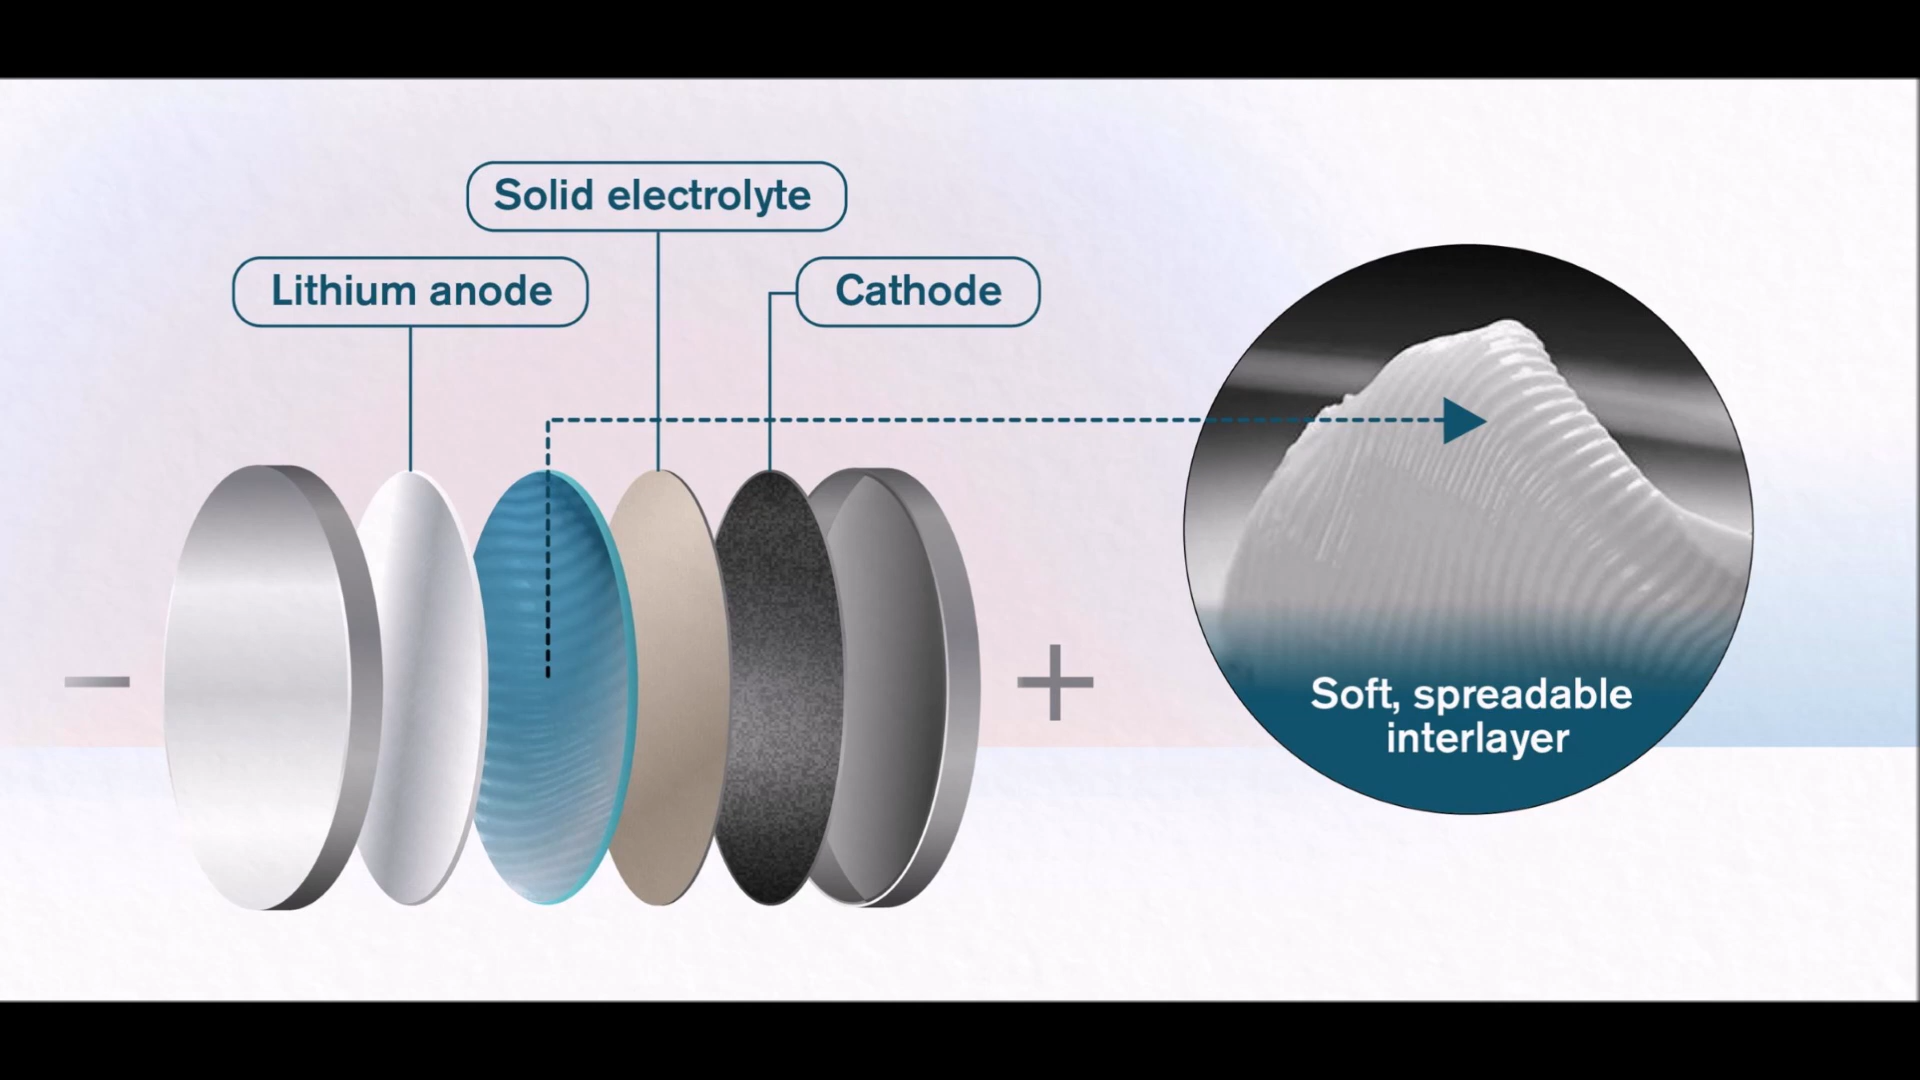 Solid electrolyte
Lithium anode
Cathode
−
+
Soft, spreadable
interlayer